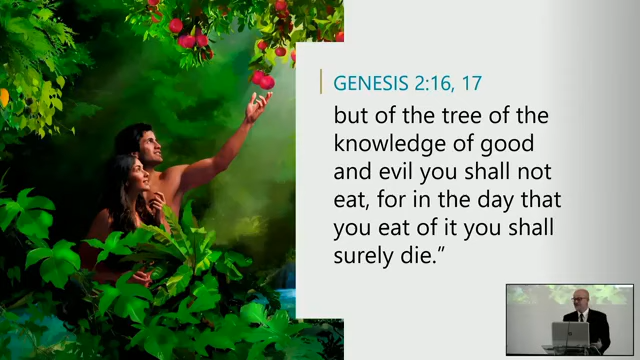 GENESIS 2:16, 17
but of the tree of the
knowledge of good
and evil you shall not
eat, for in the day that
you eat of it you shall
surely die.”